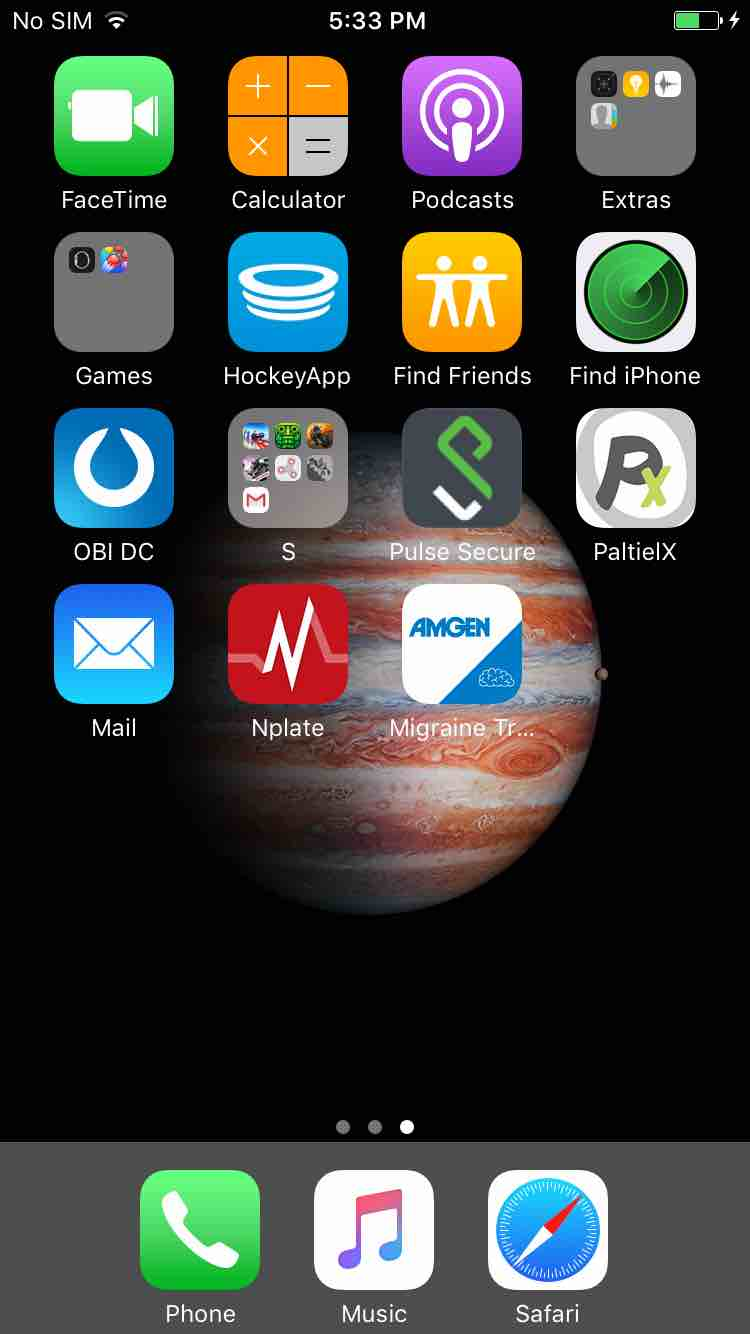 No SIM 5:33 PM
FaceTime Calculator Podcasts Extras
Games HockeyApp Find Friends Find iPhone
OBI DC S Pulse Secure PaltielX
AMGEN
Mail Nplate Migraine Tr...
Phone Music Safari